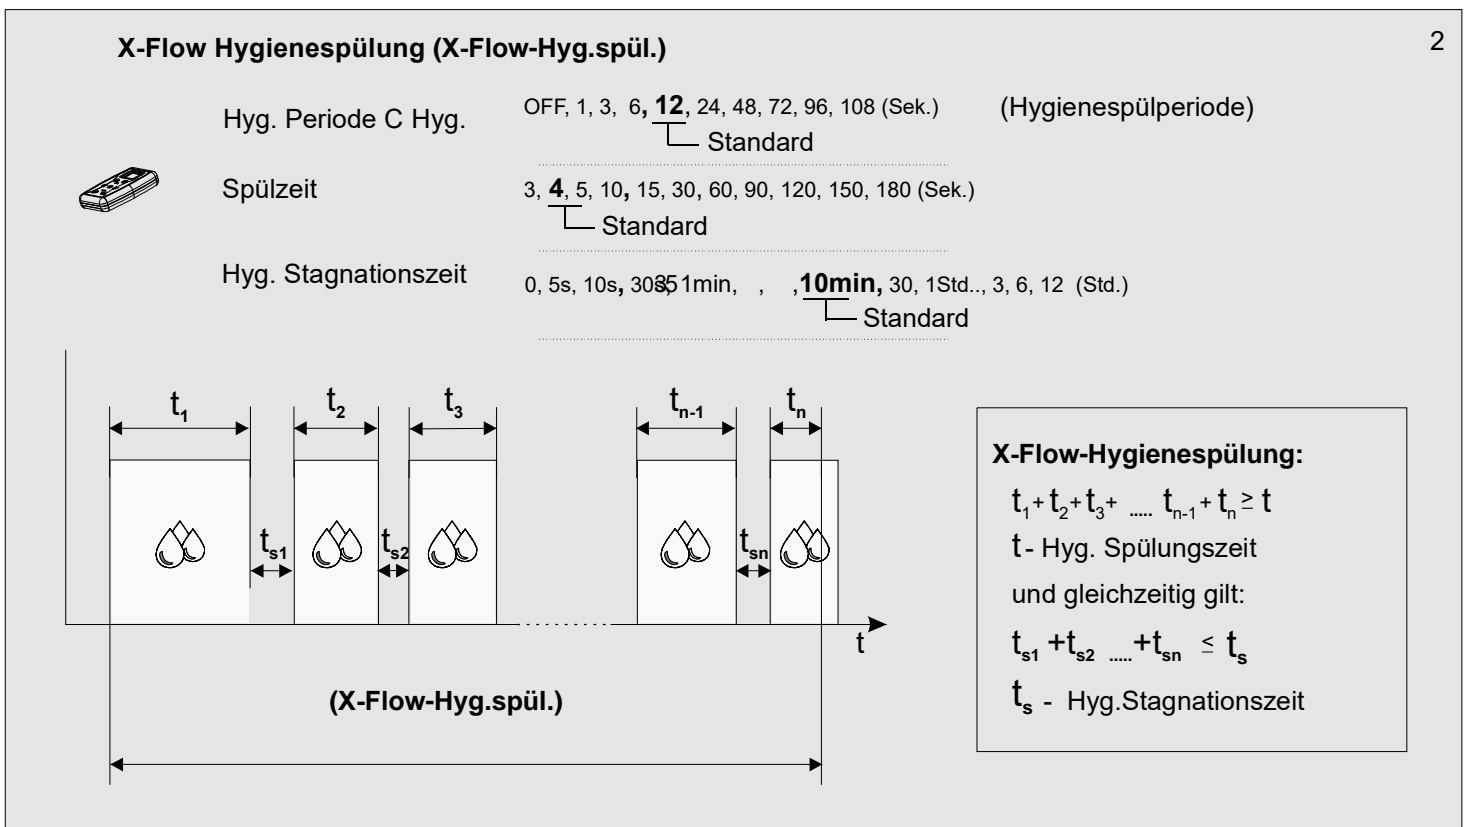 2
X-Flow Hygienespülung (X-Flow-Hyg.spül.)
Hyg. Periode C Hyg. OFF, 1, 3, 6, 12, 24, 48, 72, 96, 108 (Sek.) (Hygienespülperiode)
Standard
Spülzeit 3, 4, 5, 10, 15, 30, 60, 90, 120, 150, 180 (Sek.)
Standard
Hyg. Stagnationszeit 0, 5s, 10s, 1min, , ,10min, 30, 1Std.., 3, 6, 12 (Std.)
Standard
t1 t2 t3 tn-1 tn
ts1 ts2 tsn
t
(X-Flow-Hyg.spül.)
X-Flow-Hygienespülung:
t1+ t2+ t3+ ..... tn-1+ tn ≥ t
t - Hyg. Spülungszeit
und gleichzeitig gilt:
ts1 +ts2 .....+tsn ≤ ts
ts - Hyg.Stagnationszeit